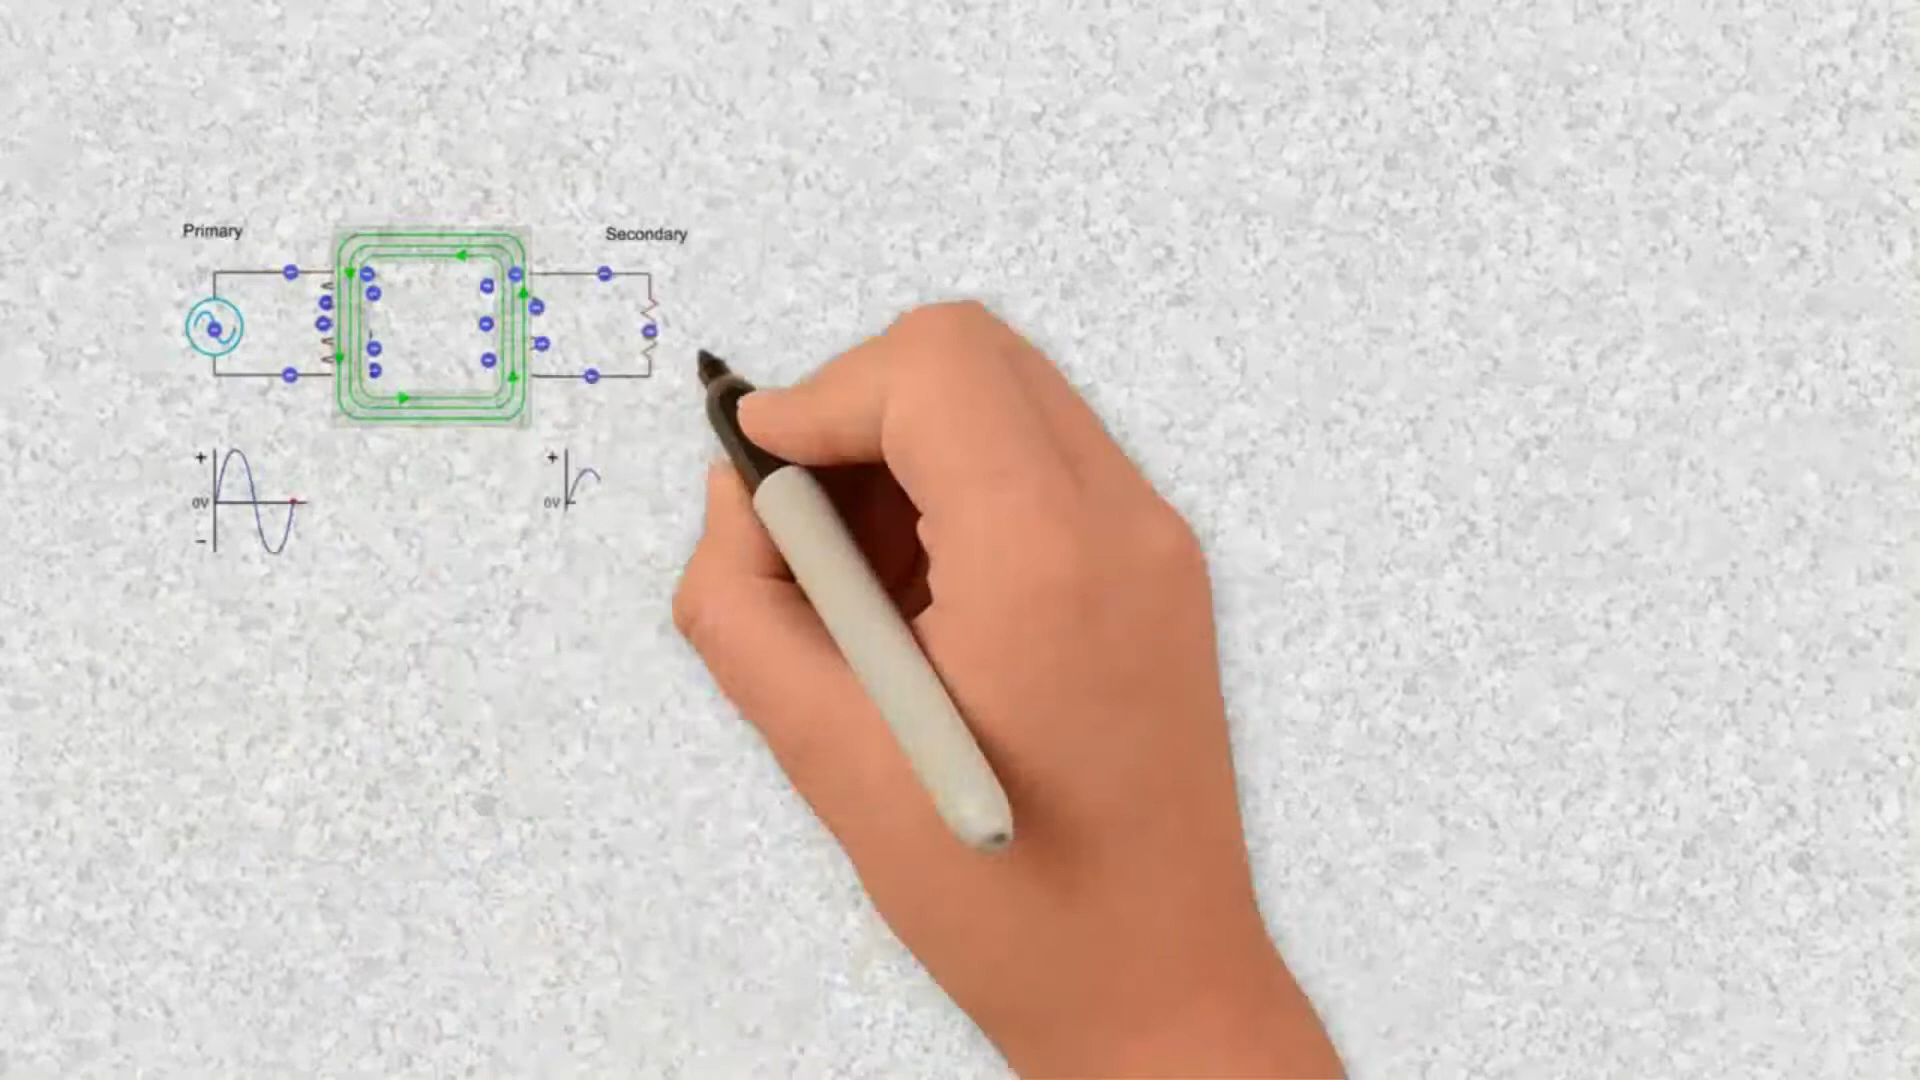 Primary
Secondary
+
0V
−
+
0V